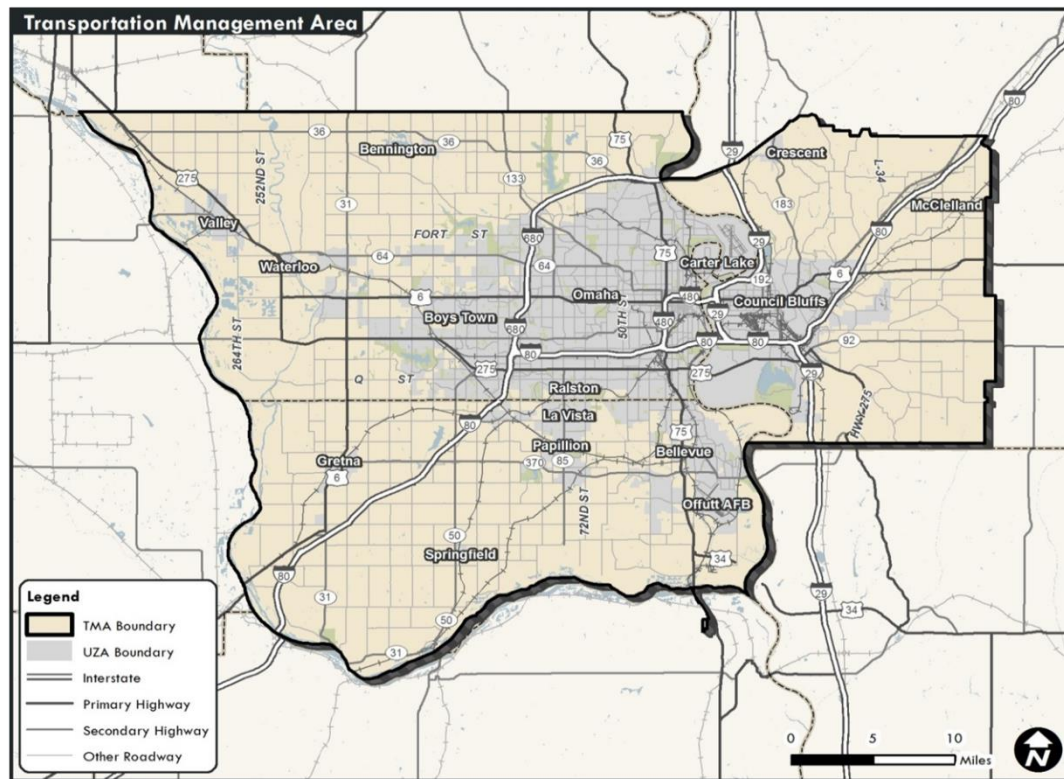 Transportation Management Area
80
36
75
29
Crescent
L-34
Bennington
36
36
252ND ST
275
133
183
McClelland
31
Valley
FORT ST
680
75
29
80
Waterloo
64
64
Carter Lake
6
192
6
Omaha
480
Council Bluffs
Boys Town
680
50TH ST
480
29
264TH ST
80
80
80
92
275
275
29
Q ST
Ralston
HWY 275
La Vista
80
75
Papillion
Bellevue
Gretna
370
85
6
Offutt AFB
72ND ST
50
Springfield
34
80
29
31
34
50
31
Legend
TMA Boundary
UZA Boundary
Interstate
Primary Highway
Secondary Highway
Other Roadway
0 5 10
Miles
N